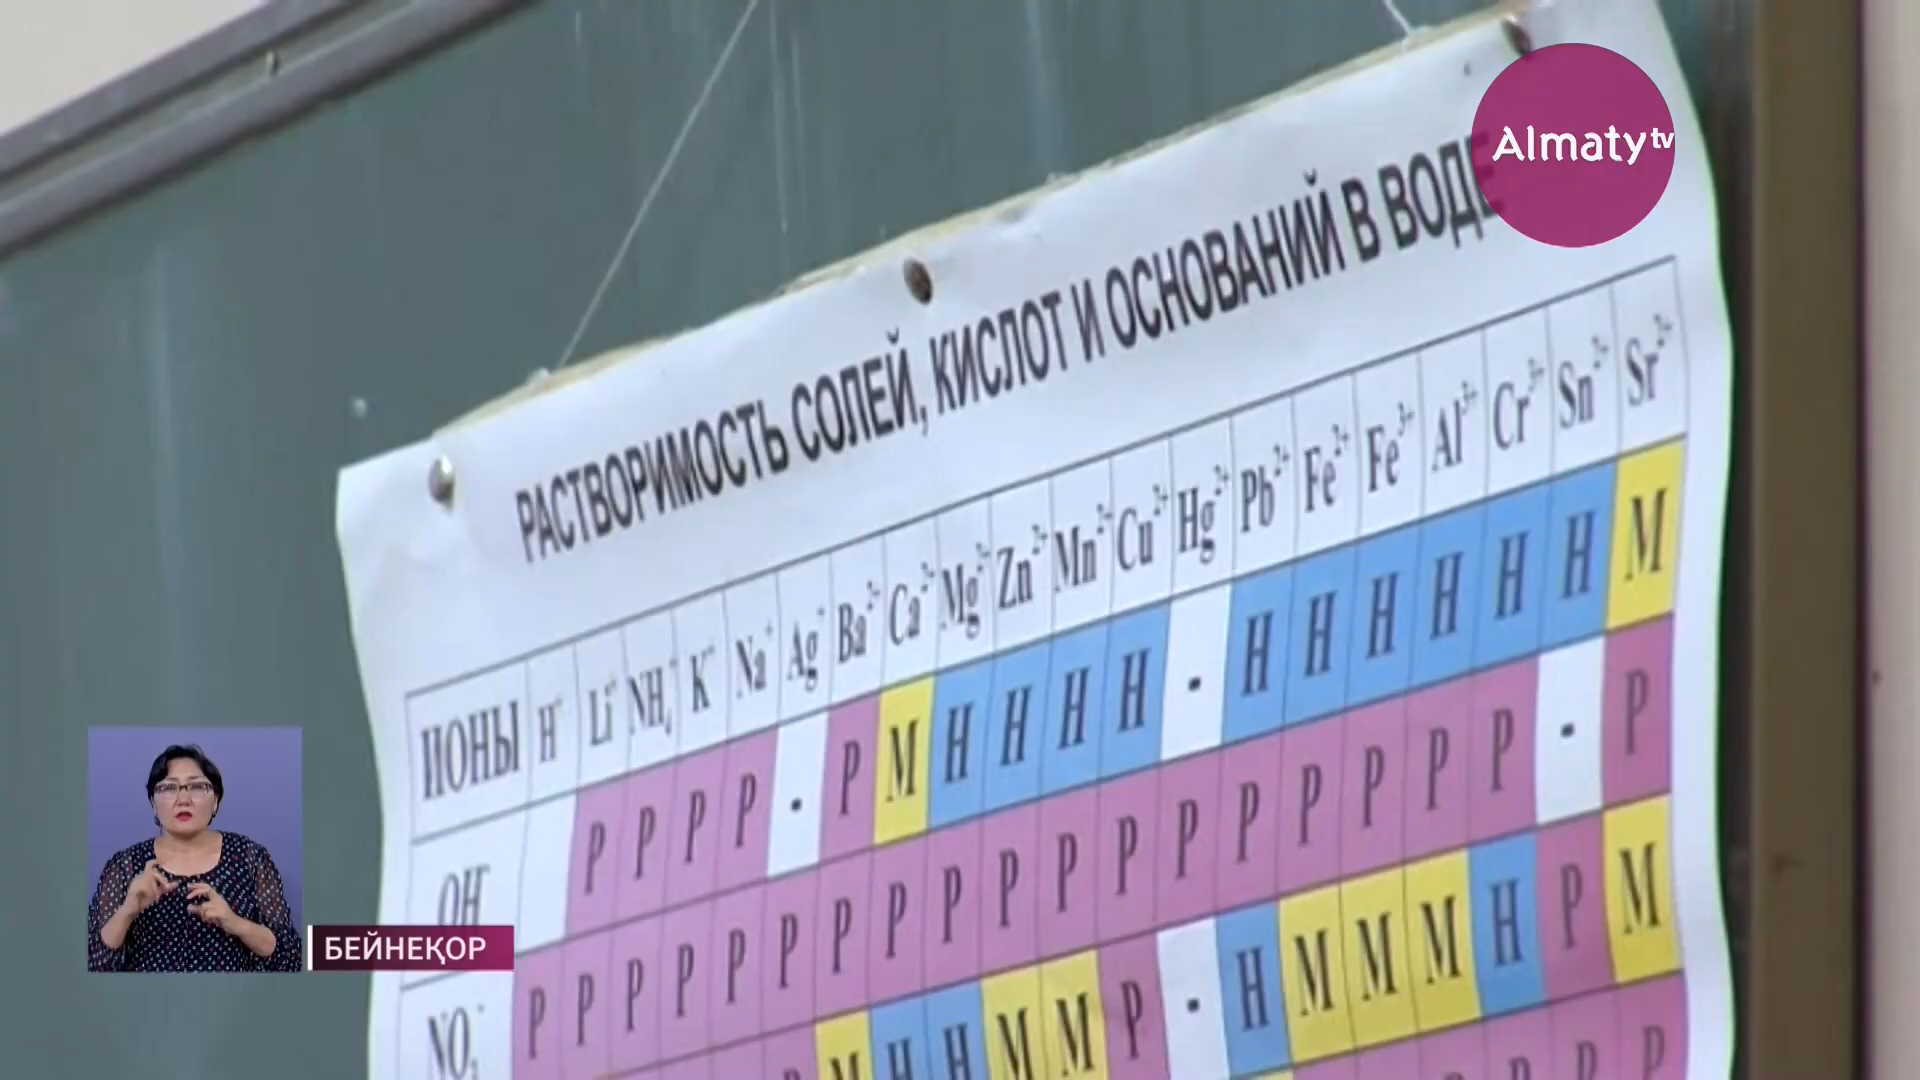 Almaty tv
РАСТВОРИМОСТЬ СОЛЕЙ, КИСЛОТ И ОСНОВАНИЙ В ВОДЕ
ИОНЫ H⁺ Li⁺ NH₄⁺ K⁺ Na⁺ Ag⁺ Ba²⁺ Ca²⁺ Mg²⁺ Zn²⁺ Mn²⁺ Cu²⁺ Hg²⁺ Pb²⁺ Fe²⁺ Fe³⁺ Al³⁺ Cr³⁺ Sn²⁺ Sr²⁺
OH⁻ Р Р Р Р - Р М Н Н Н Н - Н Н Н Н Н Н М
NO₃⁻ Р Р Р Р Р Р Р Р Р Р Р Р Р Р Р Р Р Р - Р
М Н Н М М Р - Н М М М Н Р М
БЕЙНЕҚОР